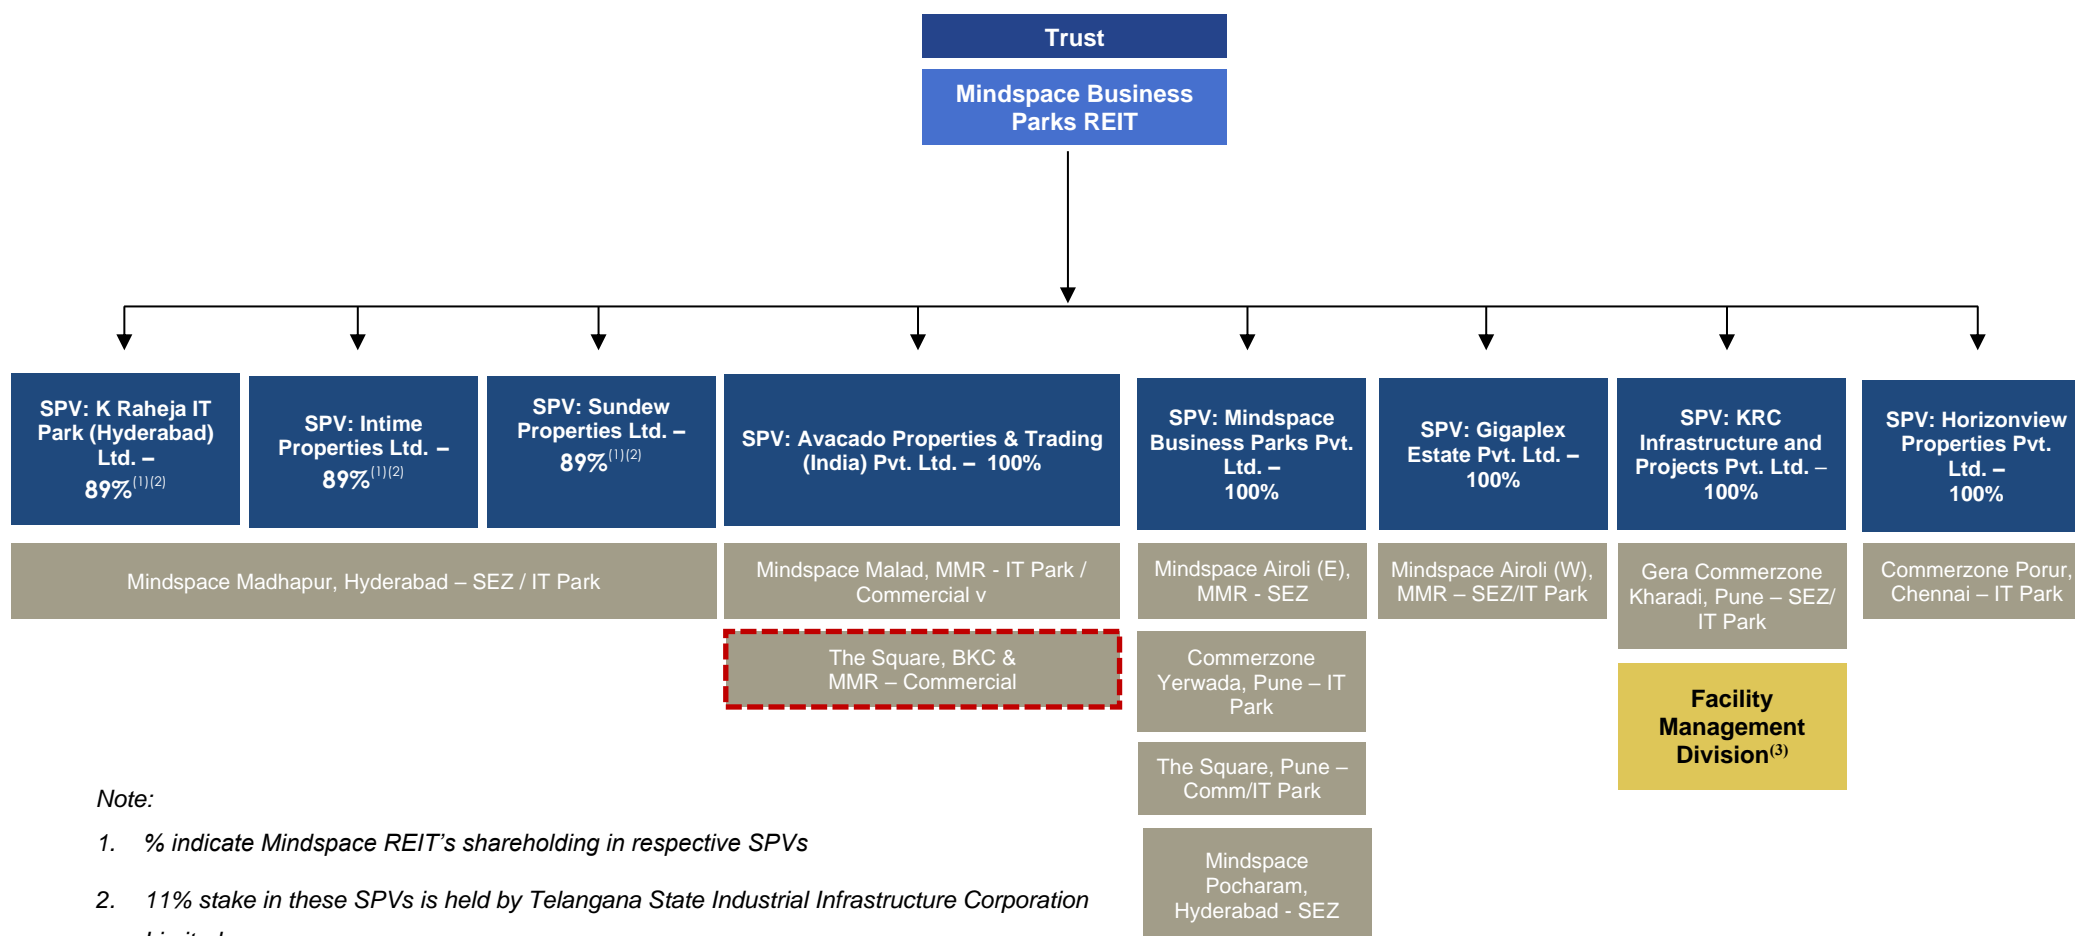 Trust
Mindspace Business
Parks REIT
SPV: K Raheja IT
Park (Hyderabad)
Ltd. –
89%(1)(2)
SPV: Intime
Properties Ltd. –
89%(1)(2)
SPV: Sundew
Properties Ltd. –
89%(1)(2)
SPV: Avacado Properties & Trading
(India) Pvt. Ltd. – 100%
SPV: Mindspace
Business Parks Pvt.
Ltd. –
100%
SPV: Gigaplex
Estate Pvt. Ltd. –
100%
SPV: KRC
Infrastructure and
Projects Pvt. Ltd. –
100%
SPV: Horizonview
Properties Pvt.
Ltd. –
100%
Mindspace Madhapur, Hyderabad – SEZ / IT Park
Mindspace Malad, MMR - IT Park /
Commercial v
The Square, BKC &
MMR – Commercial
Mindspace Airoli (E),
MMR - SEZ
Commerzone
Yerwada, Pune – IT
Park
The Square, Pune –
Comm/IT Park
Mindspace
Pocharam,
Hyderabad - SEZ
Mindspace Airoli (W),
MMR – SEZ/IT Park
Gera Commerzone
Kharadi, Pune – SEZ/
IT Park
Facility
Management
Division(3)
Commerzone Porur,
Chennai – IT Park
Note:
1. % indicate Mindspace REIT's shareholding in respective SPVs
2. 11% stake in these SPVs is held by Telangana State Industrial Infrastructure Corporation